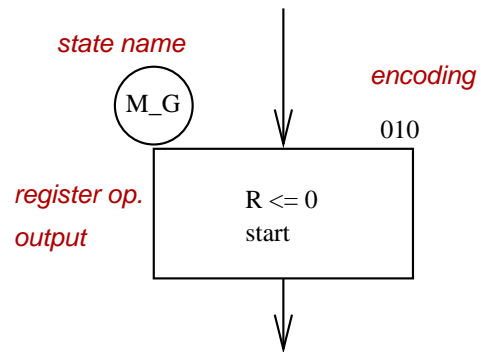 state name
M_G
encoding
010
register op.
output
R <= 0
start